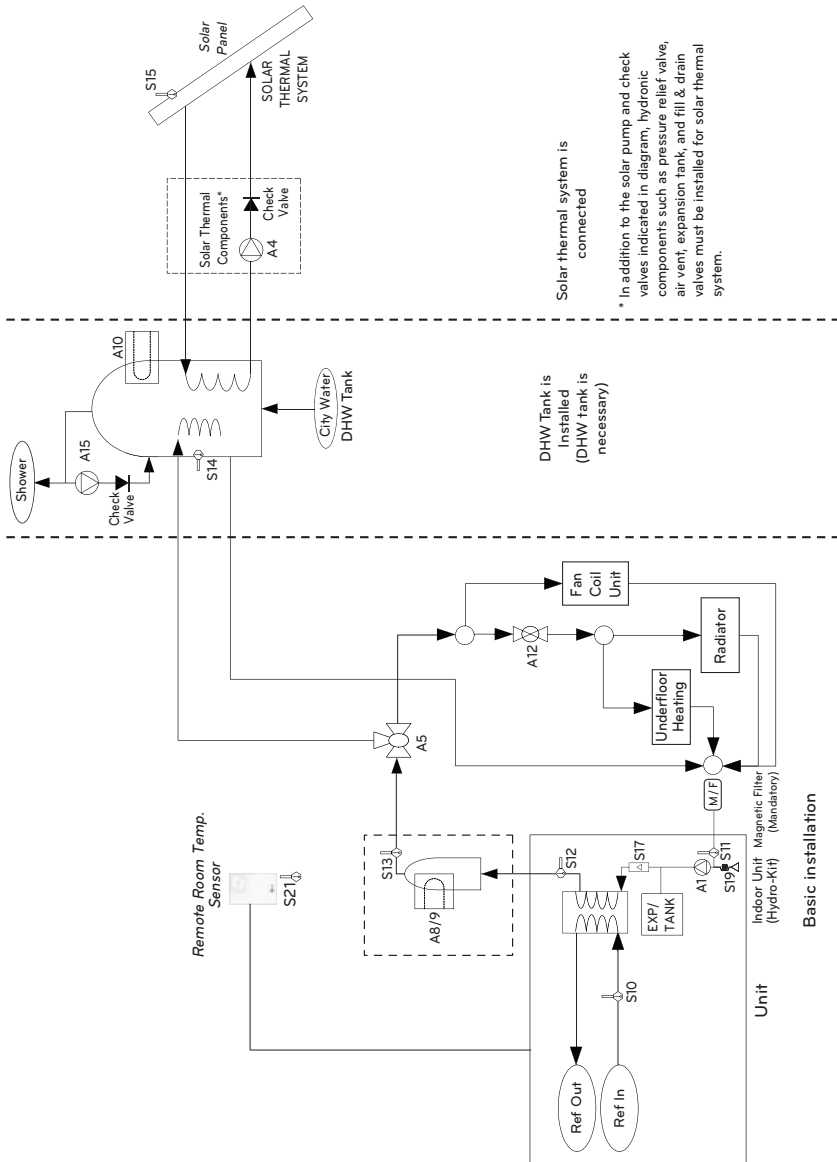 Remote Room Temp.
Sensor
S21
S13
A8/9
S12
S17
EXP/
TANK
A1
S19
S11
S10
Ref Out
Ref In
Unit
Indoor Unit
(Hydro-Kit)
Magnetic Filter
(Mandatory)
M/F
Basic installation
A5
A12
Fan
Coil
Unit
Radiator
Underfloor
Heating
Shower
A15
Check
Valve
S14
A10
City Water
DHW Tank
DHW Tank is
Installed
(DHW tank is
necessary)
S15
Solar
Panel
SOLAR
THERMAL
SYSTEM
Solar Thermal
Components*
Check
Valve
A4
Solar thermal system is
connected
* In addition to the solar pump and check
valves indicated in diagram, hydronic
components such as pressure relief valve,
air vent, expansion tank, and fill & drain
valves must be installed for solar thermal
system.